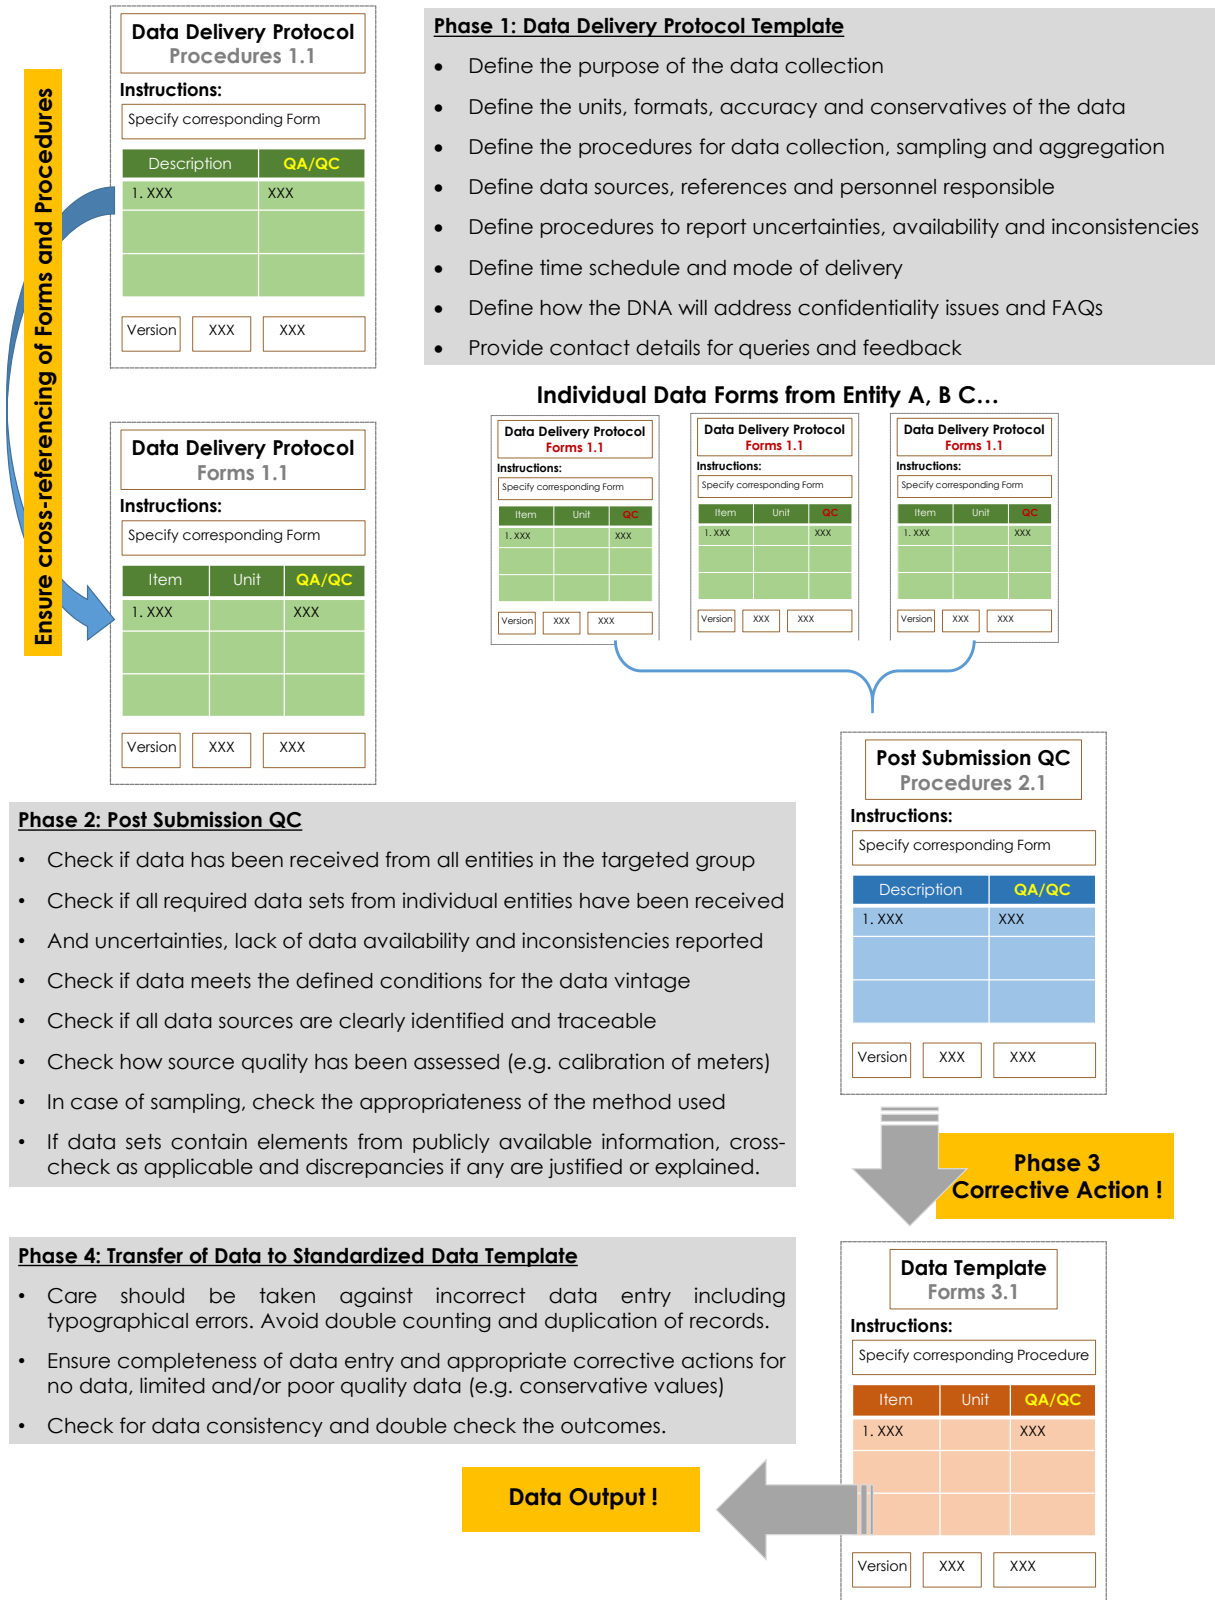 Data Delivery Protocol
Procedures 1.1
Instructions:
Specify corresponding Form
Description QA/QC
1. XXX XXX
Version XXX XXX
Ensure cross-referencing of Forms and Procedures
Data Delivery Protocol
Forms 1.1
Instructions:
Specify corresponding Form
Item Unit QA/QC
1. XXX XXX
Version XXX XXX
Phase 1: Data Delivery Protocol Template
• Define the purpose of the data collection
• Define the units, formats, accuracy and conservatives of the data
• Define the procedures for data collection, sampling and aggregation
• Define data sources, references and personnel responsible
• Define procedures to report uncertainties, availability and inconsistencies
• Define time schedule and mode of delivery
• Define how the DNA will address confidentiality issues and FAQs
• Provide contact details for queries and feedback
Individual Data Forms from Entity A, B C...
Data Delivery Protocol
Forms 1.1
Instructions:
Specify corresponding Form
Item Unit QC
1. XXX XXX
Version XXX XXX
Data Delivery Protocol
Forms 1.1
Instructions:
Specify corresponding Form
Item Unit QC
1. XXX XXX
Version XXX XXX
Data Delivery Protocol
Forms 1.1
Instructions:
Specify corresponding Form
Item Unit QC
1. XXX XXX
Version XXX XXX
Post Submission QC
Procedures 2.1
Instructions:
Specify corresponding Form
Description QA/QC
1. XXX XXX
Version XXX XXX
Phase 2: Post Submission QC
• Check if data has been received from all entities in the targeted group
• Check if all required data sets from individual entities have been received
• And uncertainties, lack of data availability and inconsistencies reported
• Check if data meets the defined conditions for the data vintage
• Check if all data sources are clearly identified and traceable
• Check how source quality has been assessed (e.g. calibration of meters)
• In case of sampling, check the appropriateness of the method used
• If data sets contain elements from publicly available information, cross-
check as applicable and discrepancies if any are justified or explained.
Phase 3
Corrective Action !
Phase 4: Transfer of Data to Standardized Data Template
• Care should be taken against incorrect data entry including
typographical errors. Avoid double counting and duplication of records.
• Ensure completeness of data entry and appropriate corrective actions for
no data, limited and/or poor quality data (e.g. conservative values)
• Check for data consistency and double check the outcomes.
Data Template
Forms 3.1
Instructions:
Specify corresponding Procedure
Item Unit QA/QC
1. XXX XXX
Version XXX XXX
Data Output !